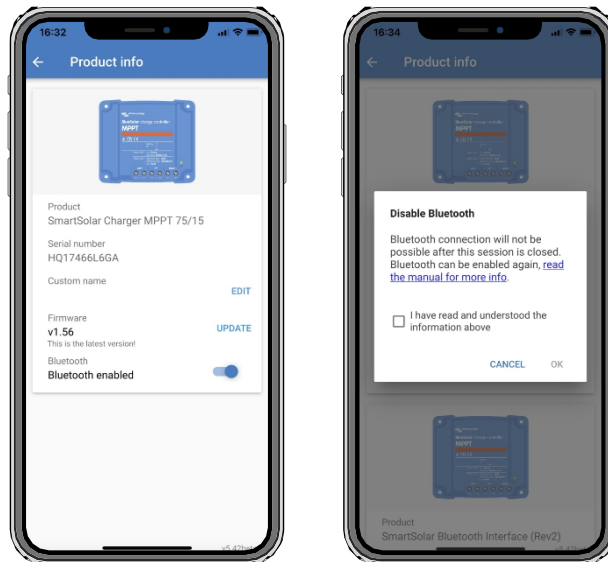 16:32
Product info
MPPT
Product
SmartSolar Charger MPPT 75/15
Serial number
HQ17466L6GA
Custom name
EDIT
Firmware
v1.56
UPDATE
This is the latest version!
Bluetooth
Bluetooth enabled
16:34
Product info
Disable Bluetooth
Bluetooth connection will not be
possible after this session is closed.
Bluetooth can be enabled again, read
the manual for more info.
I have read and understood the
information above
CANCEL
OK
MPPT
Product
SmartSolar Bluetooth Interface (Rev2)